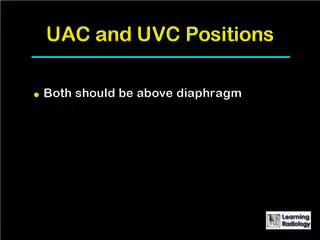 UAC and UVC Positions
Both should be above diaphragm
Learning
Radiology